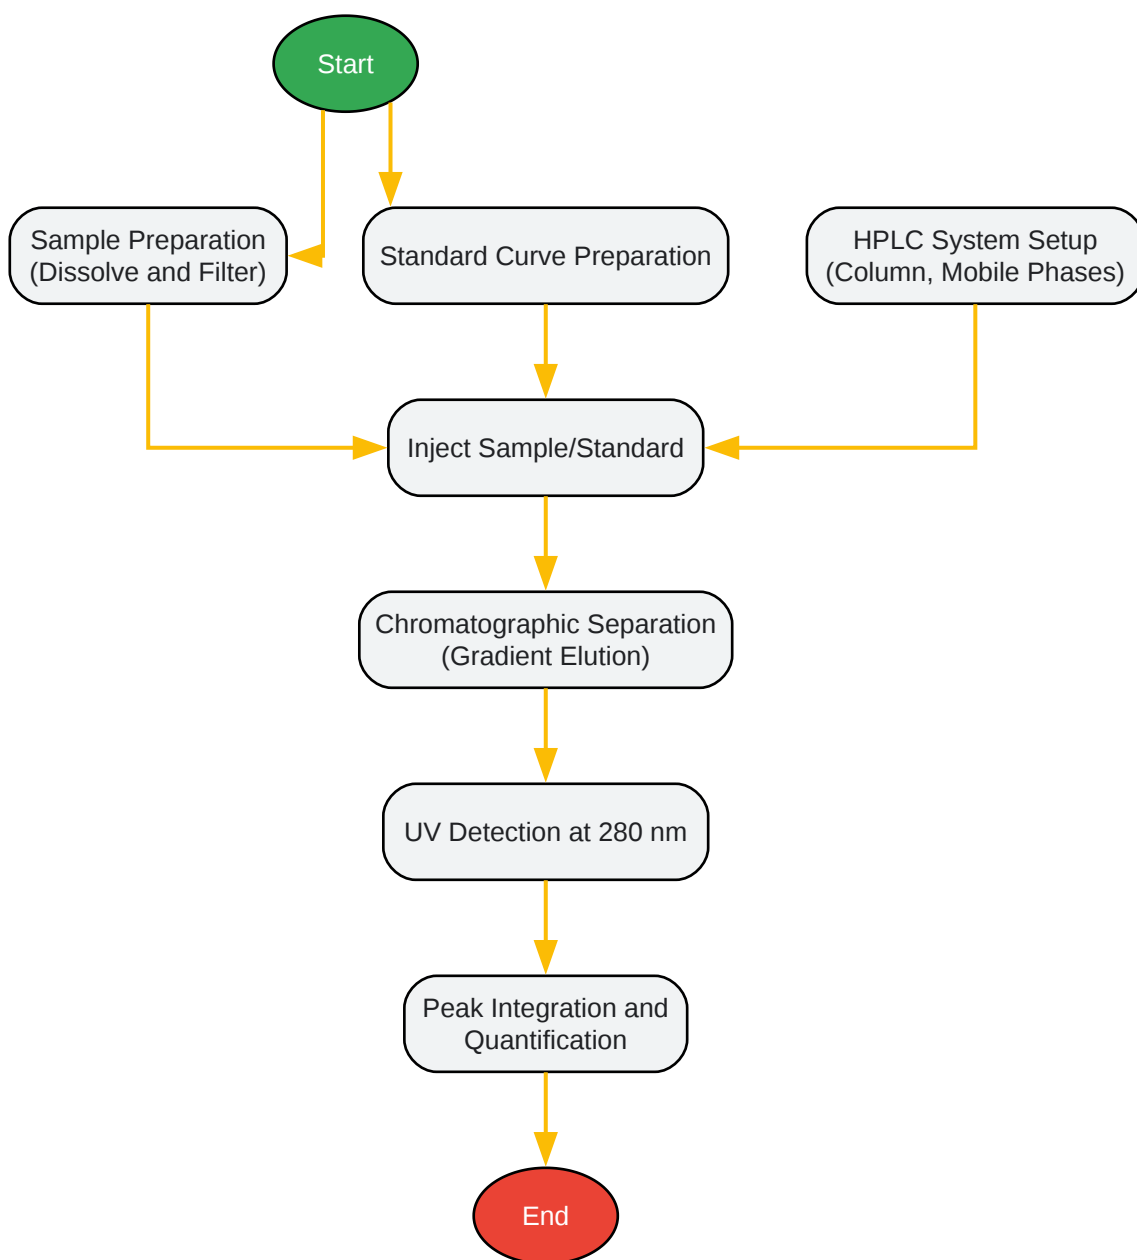 Start
Sample Preparation
(Dissolve and Filter)
Standard Curve Preparation
HPLC System Setup
(Column, Mobile Phases)
Inject Sample/Standard
Chromatographic Separation
(Gradient Elution)
UV Detection at 280 nm
Peak Integration and
Quantification
End